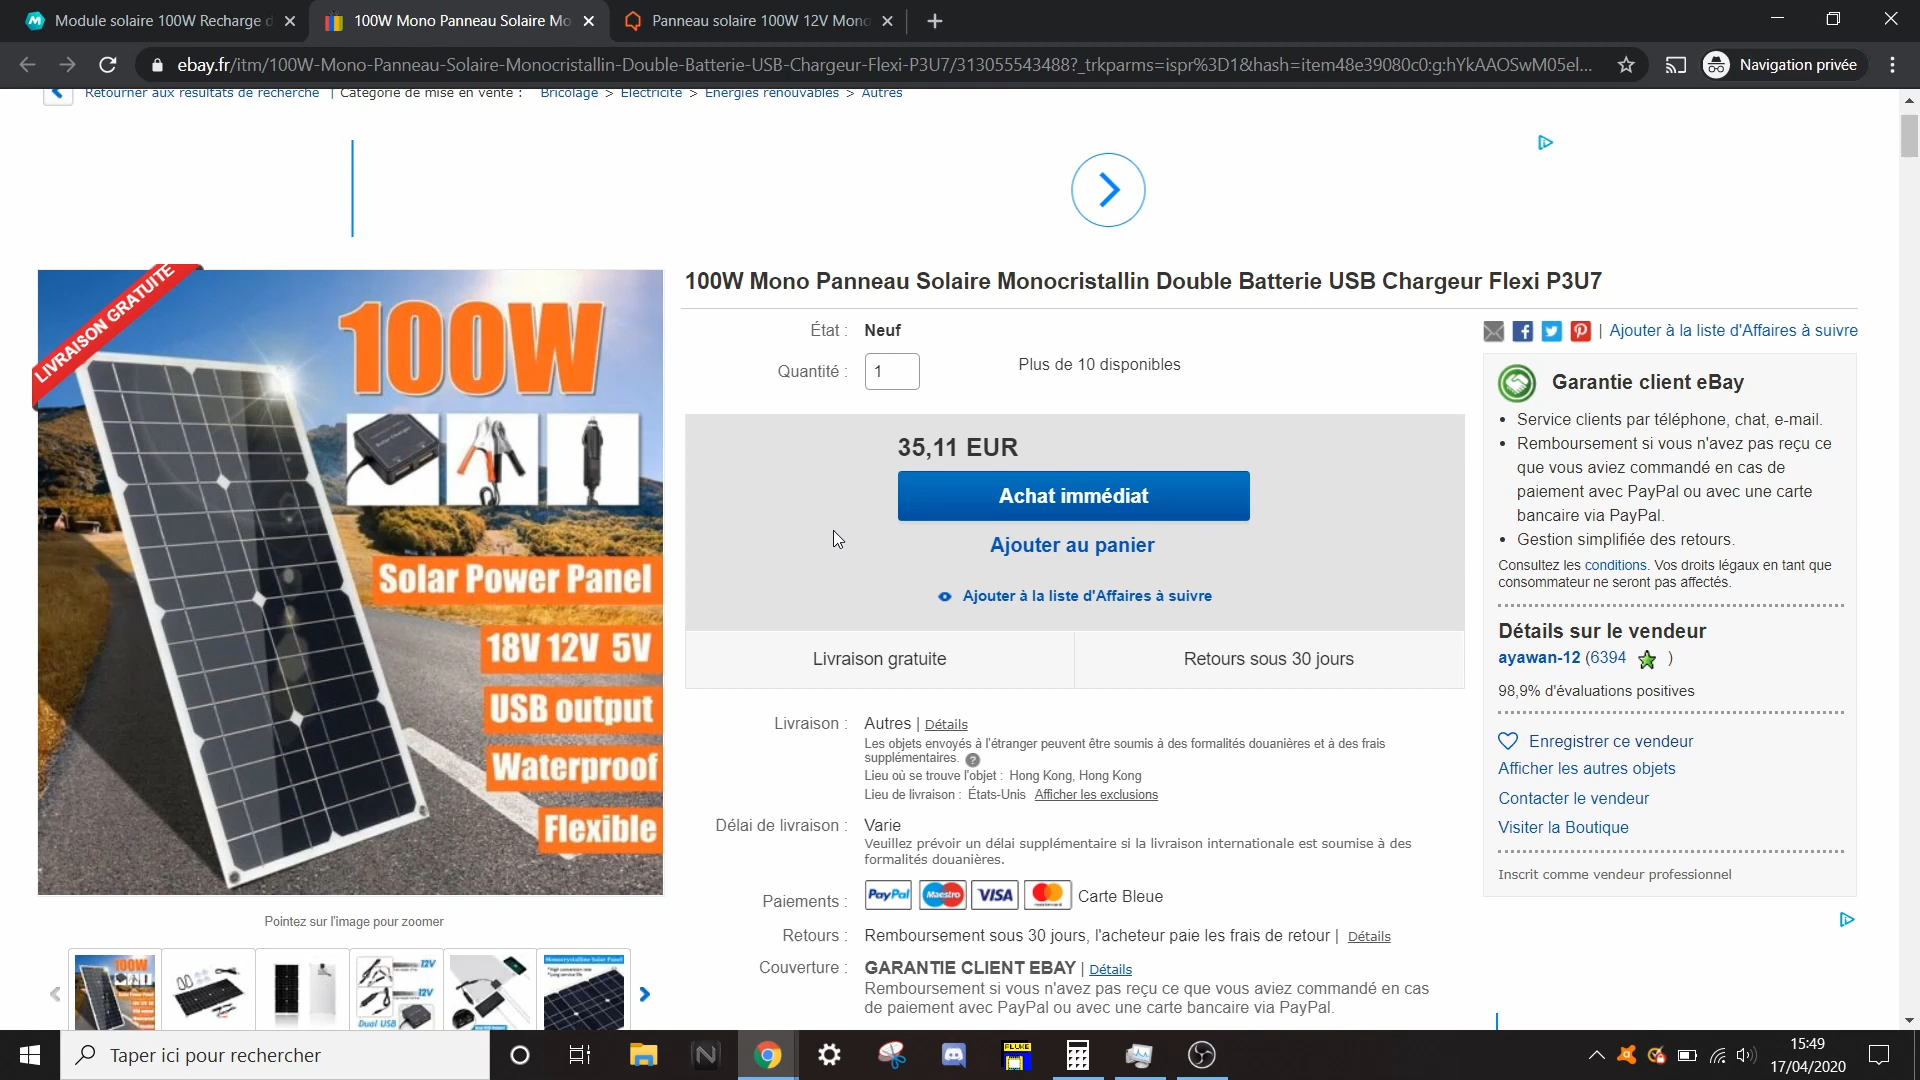 Module solaire 100W Recharge d
100W Mono Panneau Solaire Mo
Panneau solaire 100W 12V Mono
ebay.fr/itm/100W-Mono-Panneau-Solaire-Monocristallin-Double-Batterie-USB-Chargeur-Flexi-P3U7/313055543488?_trkparms=ispr%3D1&hash=item48e39080c0:g:hYkAAOSwM05el...
Navigation privée
Retourner aux résultats de recherche | Catégorie de mise en vente : Bricolage > Electricité > Energies renouvables > Autres
LIVRAISON GRATUITE
100W
Solar Power Panel
18V 12V 5V
USB output
Waterproof
Flexible
Pointez sur l'image pour zoomer
100W
12V
12V
Dual USB
Monocrystalline Solar Panel
100W Mono Panneau Solaire Monocristallin Double Batterie USB Chargeur Flexi P3U7
État : Neuf
Quantité : 1 Plus de 10 disponibles
35,11 EUR
Achat immédiat
Ajouter au panier
Ajouter à la liste d'Affaires à suivre
Livraison gratuite
Retours sous 30 jours
Livraison : Autres | Détails
Les objets envoyés à l'étranger peuvent être soumis à des formalités douanières et à des frais
supplémentaires. ?
Lieu où se trouve l'objet : Hong Kong, Hong Kong
Lieu de livraison : États-Unis Afficher les exclusions
Délai de livraison : Varie
Veuillez prévoir un délai supplémentaire si la livraison internationale est soumise à des
formalités douanières.
Paiements : PayPal Maestro VISA Carte Bleue
Retours : Remboursement sous 30 jours, l'acheteur paie les frais de retour | Détails
Couverture : GARANTIE CLIENT EBAY | Détails
Remboursement si vous n'avez pas reçu ce que vous aviez commandé en cas
de paiement avec PayPal ou avec une carte bancaire via PayPal.
| Ajouter à la liste d'Affaires à suivre
Garantie client eBay
• Service clients par téléphone, chat, e-mail.
• Remboursement si vous n'avez pas reçu ce
que vous aviez commandé en cas de
paiement avec PayPal ou avec une carte
bancaire via PayPal.
• Gestion simplifiée des retours.
Consultez les conditions. Vos droits légaux en tant que
consommateur ne seront pas affectés.
Détails sur le vendeur
ayawan-12 (6394 )
98,9% d'évaluations positives
Enregistrer ce vendeur
Afficher les autres objets
Contacter le vendeur
Visiter la Boutique
Inscrit comme vendeur professionnel
Taper ici pour rechercher
FLUKE
15:49
17/04/2020